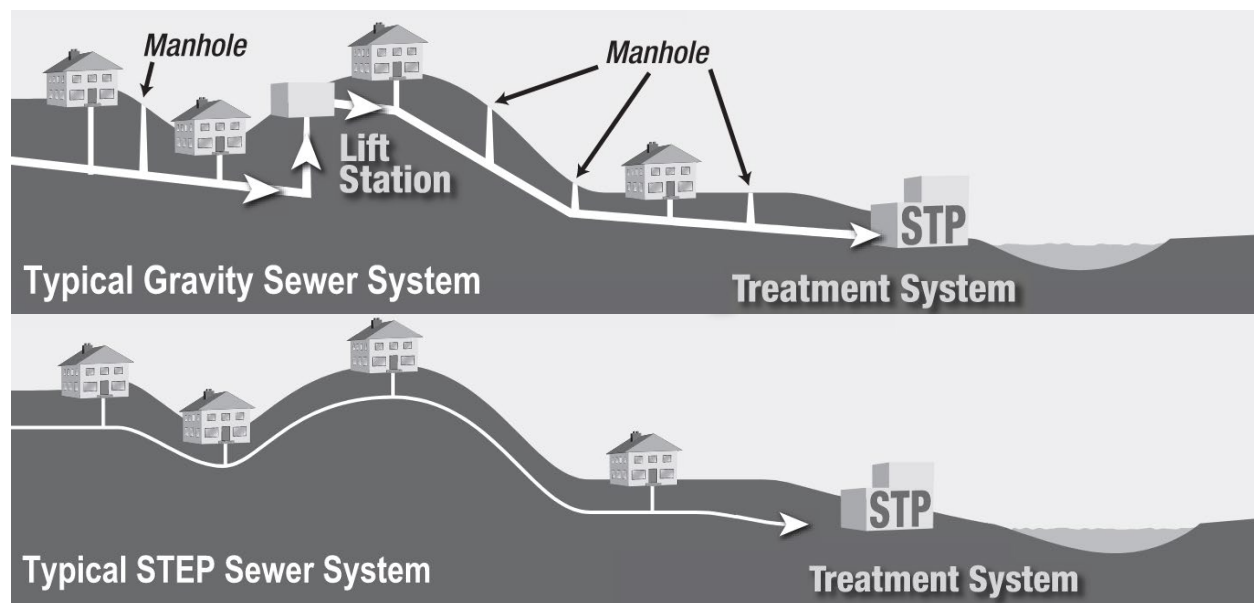 Manhole
Manhole
Lift
Station
STP
Typical Gravity Sewer System
Treatment System
STP
Typical STEP Sewer System
Treatment System